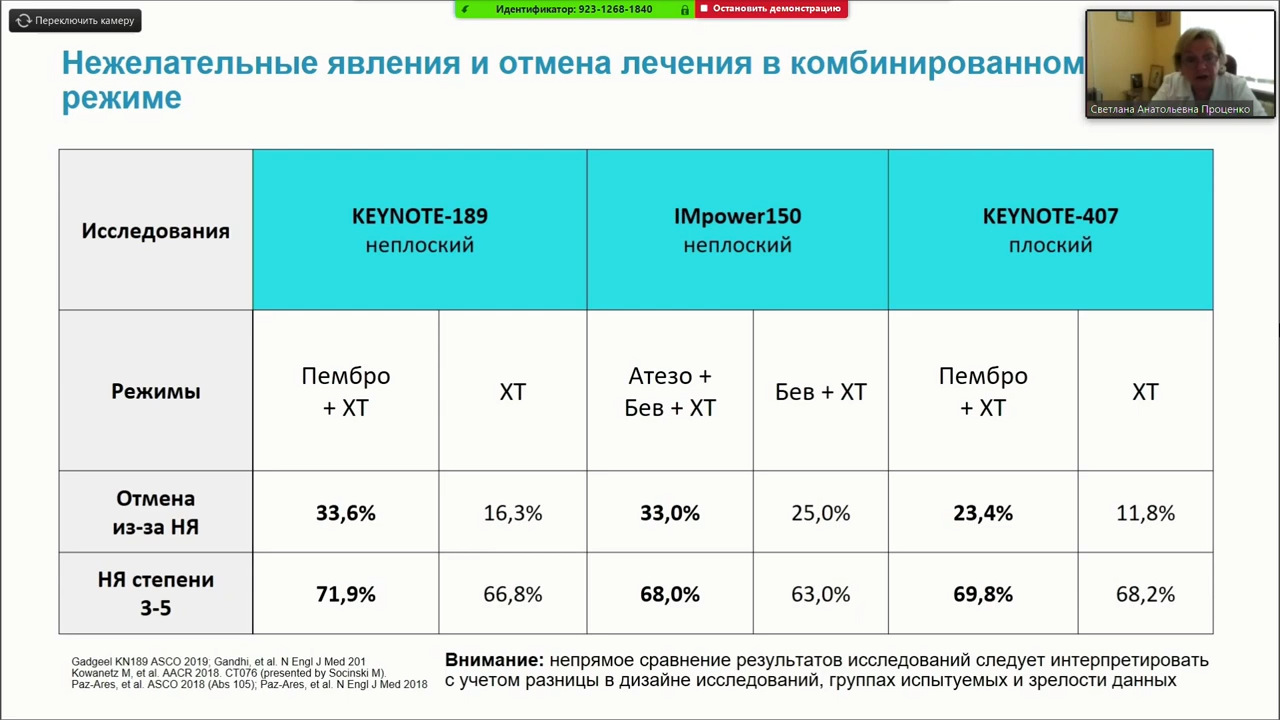 Переключить камеру
Идентификатор: 923-1268-1840
Остановить демонстрацию
Нежелательные явления и отмена лечения в комбинированном
режиме
Светлана Анатольевна Проценко
Исследования
KEYNOTE-189
неплоский
IMpower150
неплоский
KEYNOTE-407
плоский
Режимы
Пембро
+ ХТ
ХТ
Атезо +
Бев + ХТ
Бев + ХТ
Пембро
+ ХТ
ХТ
Отмена
из-за НЯ
33,6%
16,3%
33,0%
25,0%
23,4%
11,8%
НЯ степени
3-5
71,9%
66,8%
68,0%
63,0%
69,8%
68,2%
Gadgeel KN189 ASCO 2019; Gandhi, et al. N Engl J Med 201
Kowanetz M, et al. AACR 2018. CT076 (presented by Socinski M).
Paz-Ares, et al. ASCO 2018 (Abs 105); Paz-Ares, et al. N Engl J Med 2018
Внимание: непрямое сравнение результатов исследований следует интерпретировать
с учетом разницы в дизайне исследований, группах испытуемых и зрелости данных